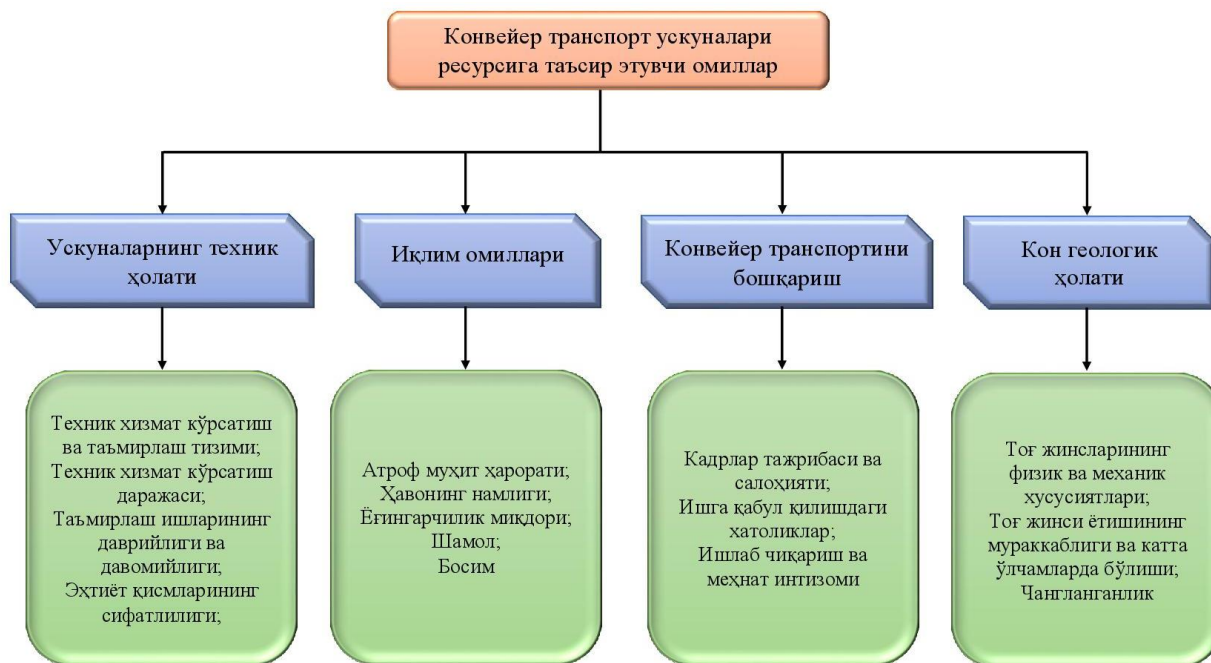 Конвейер транспорт ускуналари
ресурсига таъсир этувчи омиллар
Ускуналарнинг техник
ҳолати
Иқлим омиллари
Конвейер транспортини
бошқариш
Кон геологик
ҳолати
Техник хизмат кўрсатиш
ва таъмирлаш тизими;
Техник хизмат кўрсатиш
даражаси;
Таъмирлаш ишларининг
даврийлиги ва
давомийлиги;
Эҳтиёт қисмларининг
сифатлилиги;
Атроф муҳит ҳарорати;
Ҳавонинг намлиги;
Ёғингарчилик миқдори;
Шамол;
Босим
Кадрлар тажрибаси ва
салоҳияти;
Ишга қабул қилишдаги
хатоликлар;
Ишлаб чиқариш ва
меҳнат интизоми
Тоғ жинсларининг
физик ва механик
хусусиятлари;
Тоғ жинси ётишининг
мураккаблиги ва катта
ўлчамларда бўлиши;
Чангланганлик